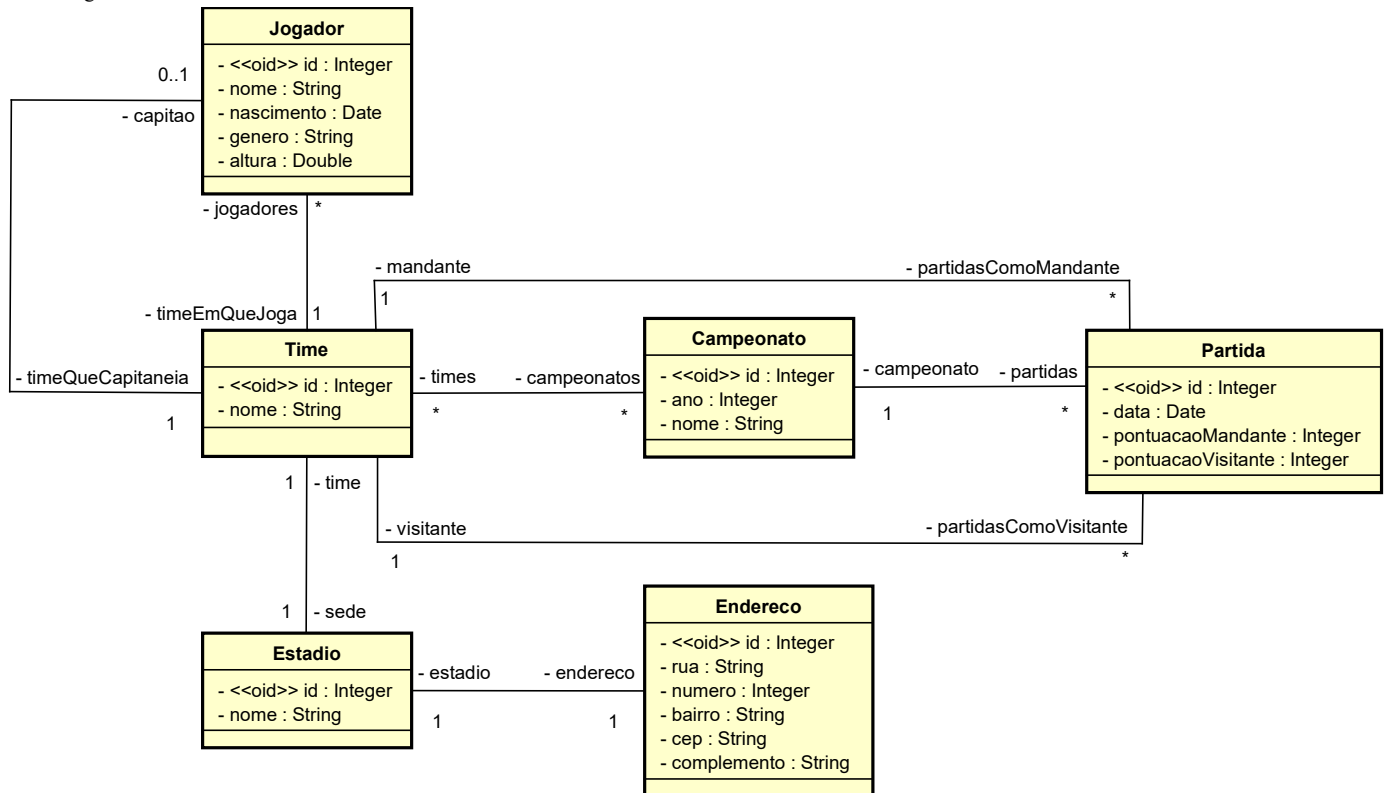 Jogador
- <<oid>> id : Integer
- nome : String
- nascimento : Date
- genero : String
- altura : Double
0..1
- capitao
- jogadores *
- mandante
- partidasComoMandante
1
*
- timeEmQueJoga 1
Time
- <<oid>> id : Integer
- nome : String
- timeQueCapitaneia
1
- times
- campeonatos
*
*
Campeonato
- <<oid>> id : Integer
- ano : Integer
- nome : String
- campeonato
- partidas
1
*
Partida
- <<oid>> id : Integer
- data : Date
- pontuacaoMandante : Integer
- pontuacaoVisitante : Integer
1 - time
- visitante
- partidasComoVisitante
1
*
1 - sede
Estadio
- <<oid>> id : Integer
- nome : String
- estadio
- endereco
1
1
Endereco
- <<oid>> id : Integer
- rua : String
- numero : Integer
- bairro : String
- cep : String
- complemento : String